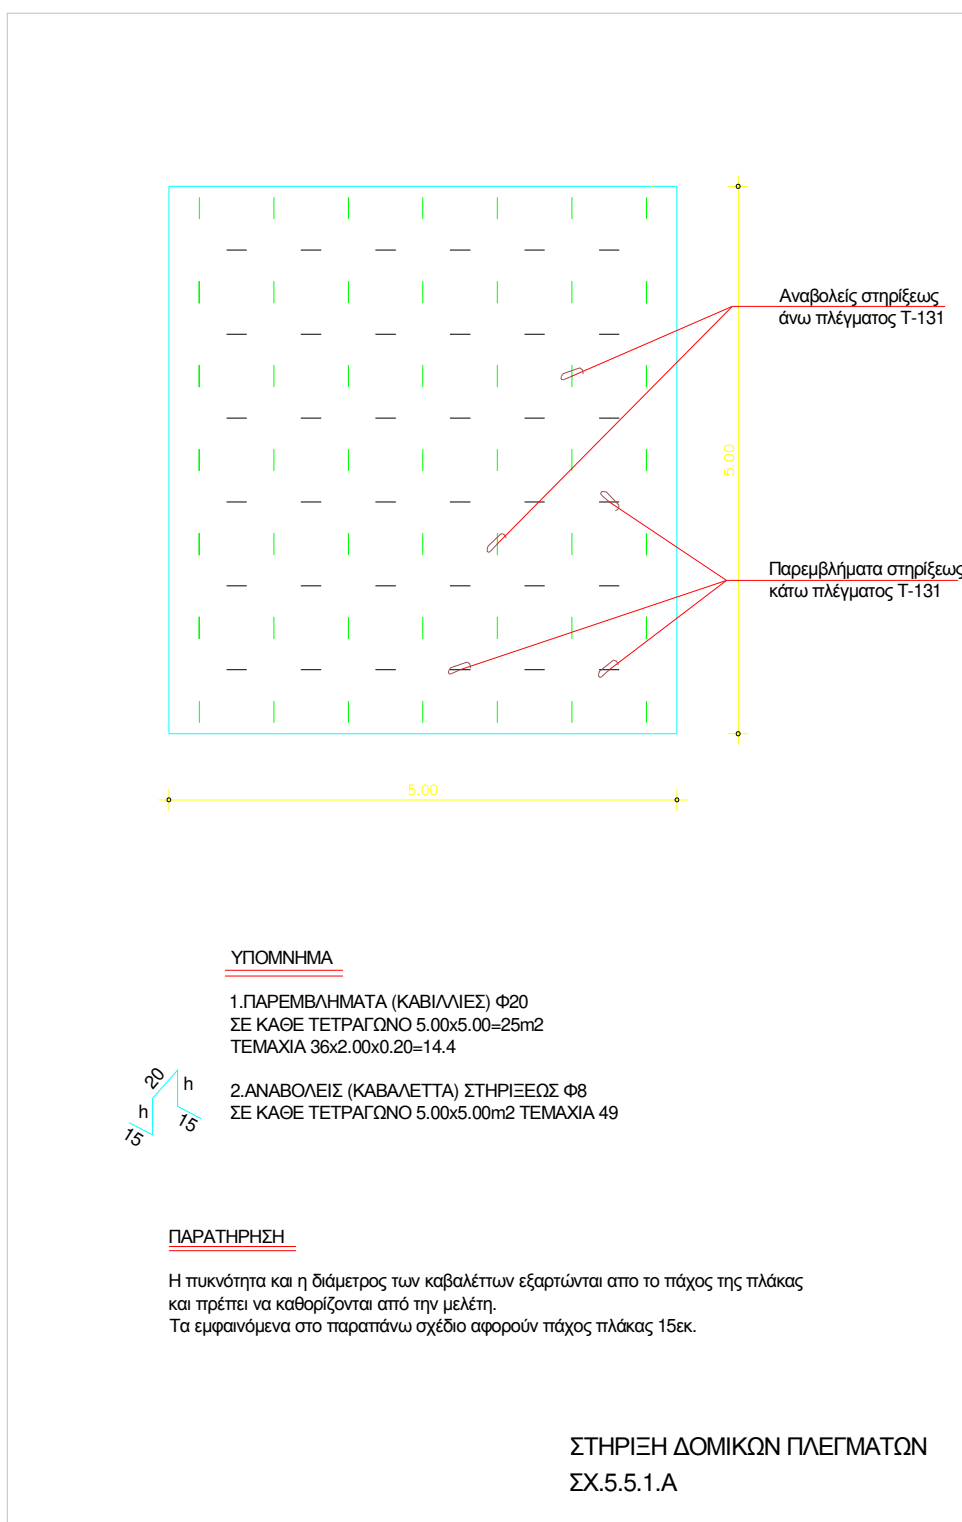 Αναβολείς στηρίξεως
άνω πλέγματος Τ-131
5.00
Παρεμβλήματα στηρίξεως
κάτω πλέγματος Τ-131
5.00
ΥΠΟΜΝΗΜΑ
1.ΠΑΡΕΜΒΛΗΜΑΤΑ (ΚΑΒΙΛΛΙΕΣ) Φ20
ΣΕ ΚΑΘΕ ΤΕΤΡΑΓΩΝΟ 5.00x5.00=25m2
ΤΕΜΑΧΙΑ 36x2.00x0.20=14.4
20
h
h
15
15
2.ΑΝΑΒΟΛΕΙΣ (ΚΑΒΑΛΕΤΤΑ) ΣΤΗΡΙΞΕΩΣ Φ8
ΣΕ ΚΑΘΕ ΤΕΤΡΑΓΩΝΟ 5.00x5.00m2 ΤΕΜΑΧΙΑ 49
ΠΑΡΑΤΗΡΗΣΗ
Η πυκνότητα και η διάμετρος των καβαλέττων εξαρτώνται απο το πάχος της πλάκας
και πρέπει να καθορίζονται από την μελέτη.
Τα εμφαινόμενα στο παραπάνω σχέδιο αφορούν πάχος πλάκας 15εκ.
ΣΤΗΡΙΞΗ ΔΟΜΙΚΩΝ ΠΛΕΓΜΑΤΩΝ
ΣΧ.5.5.1.Α